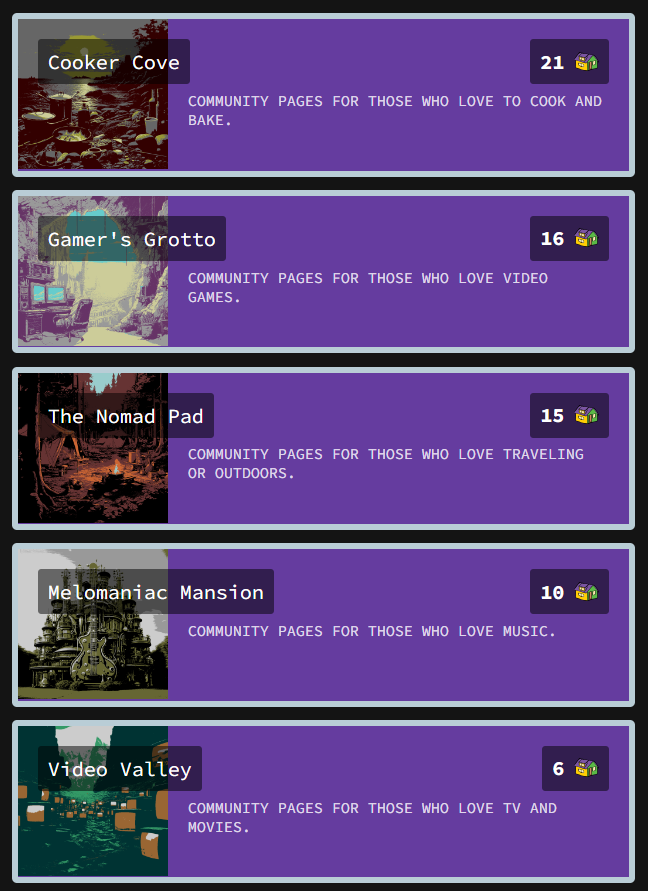 Cooker Cove
21
COMMUNITY PAGES FOR THOSE WHO LOVE TO COOK AND
BAKE.
Gamer's Grotto
16
COMMUNITY PAGES FOR THOSE WHO LOVE VIDEO
GAMES.
The Nomad Pad
15
COMMUNITY PAGES FOR THOSE WHO LOVE TRAVELING
OR OUTDOORS.
Melomaniac Mansion
10
COMMUNITY PAGES FOR THOSE WHO LOVE MUSIC.
Video Valley
6
COMMUNITY PAGES FOR THOSE WHO LOVE TV AND
MOVIES.